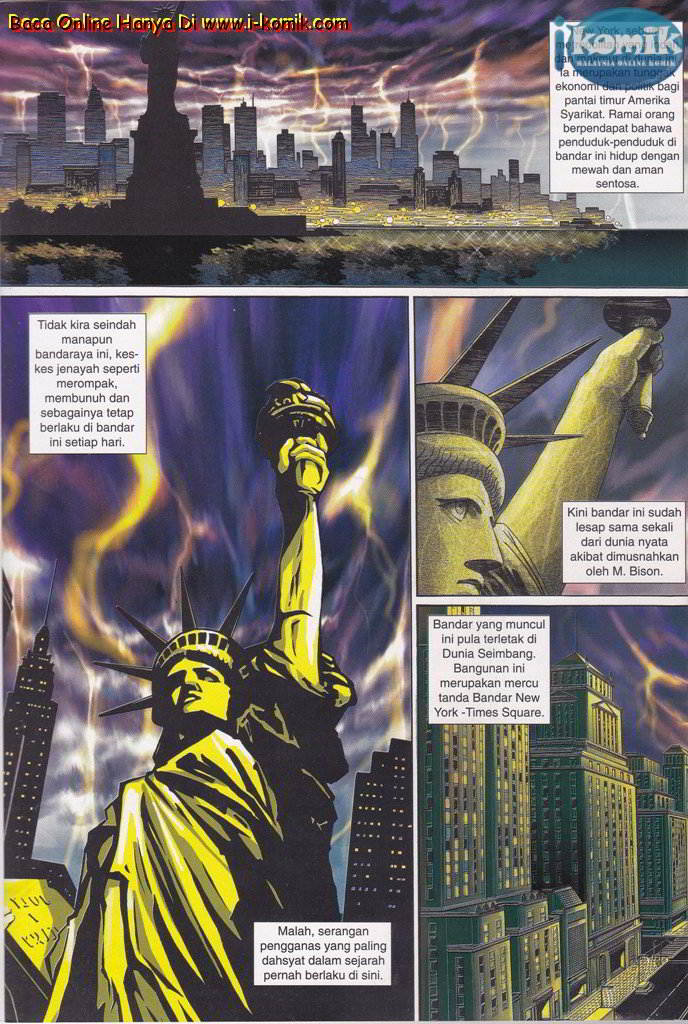 Baca Online Hanya Di www.i-komik.com
ikomik
MALAYSIA ONLINE KOMIK
New York,
Ia merupakan
ekonomi dan politik bagi
pantai timur Amerika
Syarikat. Ramai orang
berpendapat bahawa
penduduk-penduduk di
bandar ini hidup dengan
mewah dan aman
sentosa.
Tidak kira seindah
manapun
bandaraya ini, kes-
kes jenayah seperti
merompak,
membunuh dan
sebagainya tetap
berlaku di bandar
ini setiap hari.
Kini bandar ini sudah
lesap sama sekali
dari dunia nyata
akibat dimusnahkan
oleh M. Bison.
Malah, serangan
pengganas yang paling
dahsyat dalam sejarah
pernah berlaku di sini.
Bandar yang muncul
ini pula terletak di
Dunia Seimbang.
Bangunan ini
merupakan mercu
tanda Bandar New
York -Times Square.